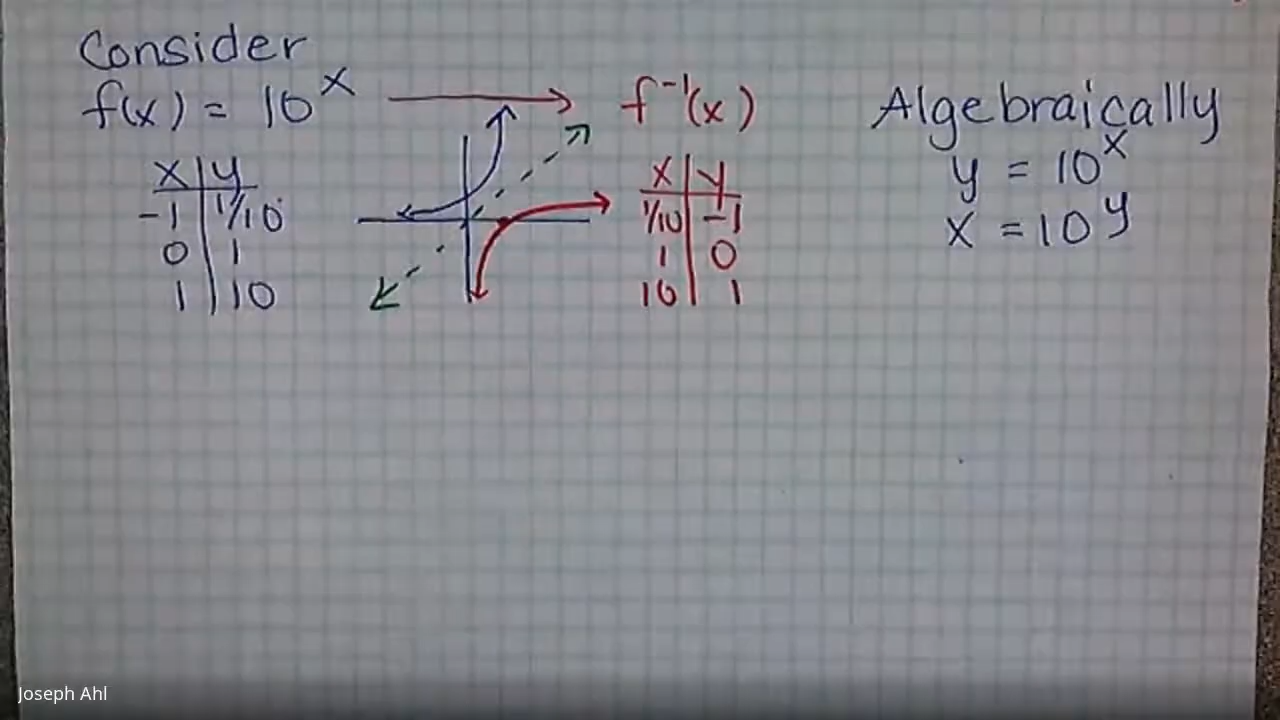 Consider
f(x) = 10^x
x | y
-1 | 1/10
0 | 1
1 | 10
f⁻¹(x)
x | y
1/10 | -1
1 | 0
10 | 1
Algebraically
y = 10^x
x = 10^y
Joseph Ahl